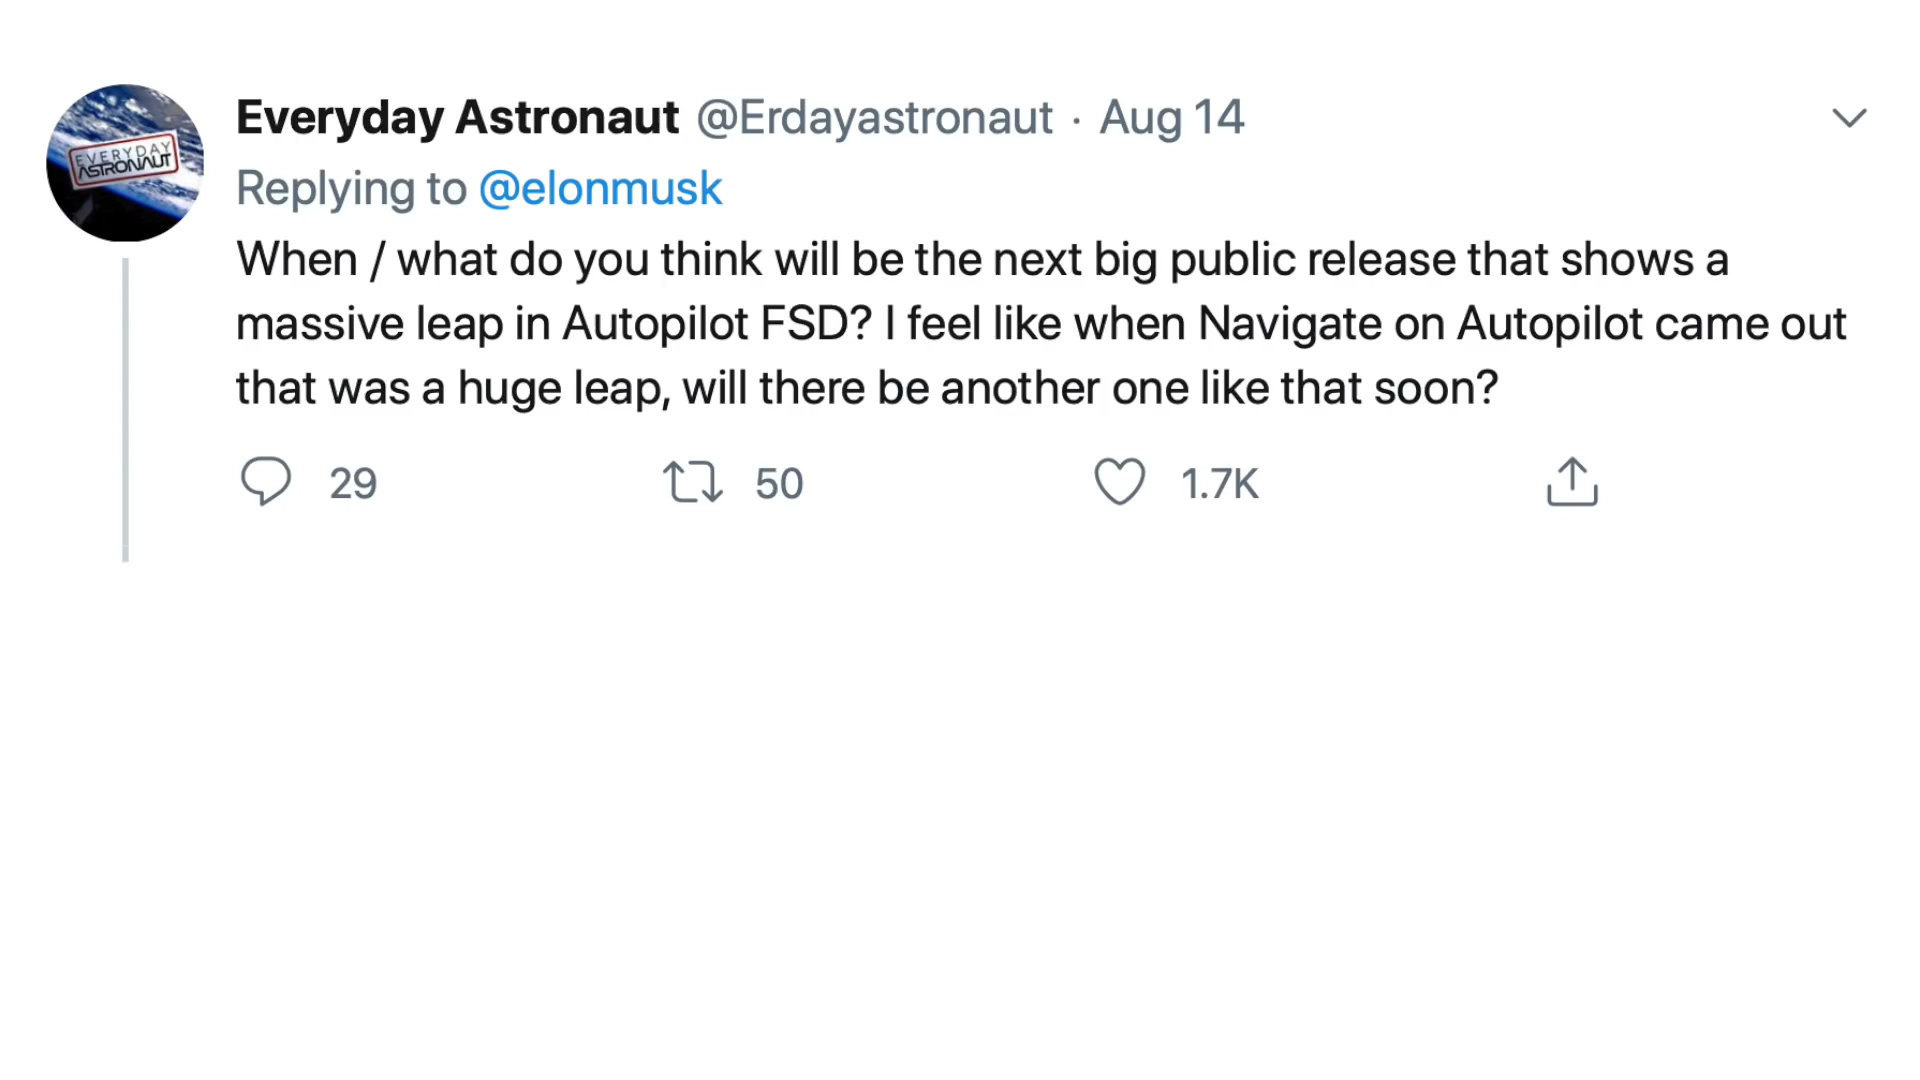 EVERYDAY
ASTRONAUT
Everyday Astronaut @Erdayastronaut · Aug 14
Replying to @elonmusk
When / what do you think will be the next big public release that shows a
massive leap in Autopilot FSD? I feel like when Navigate on Autopilot came out
that was a huge leap, will there be another one like that soon?
29 50 1.7K